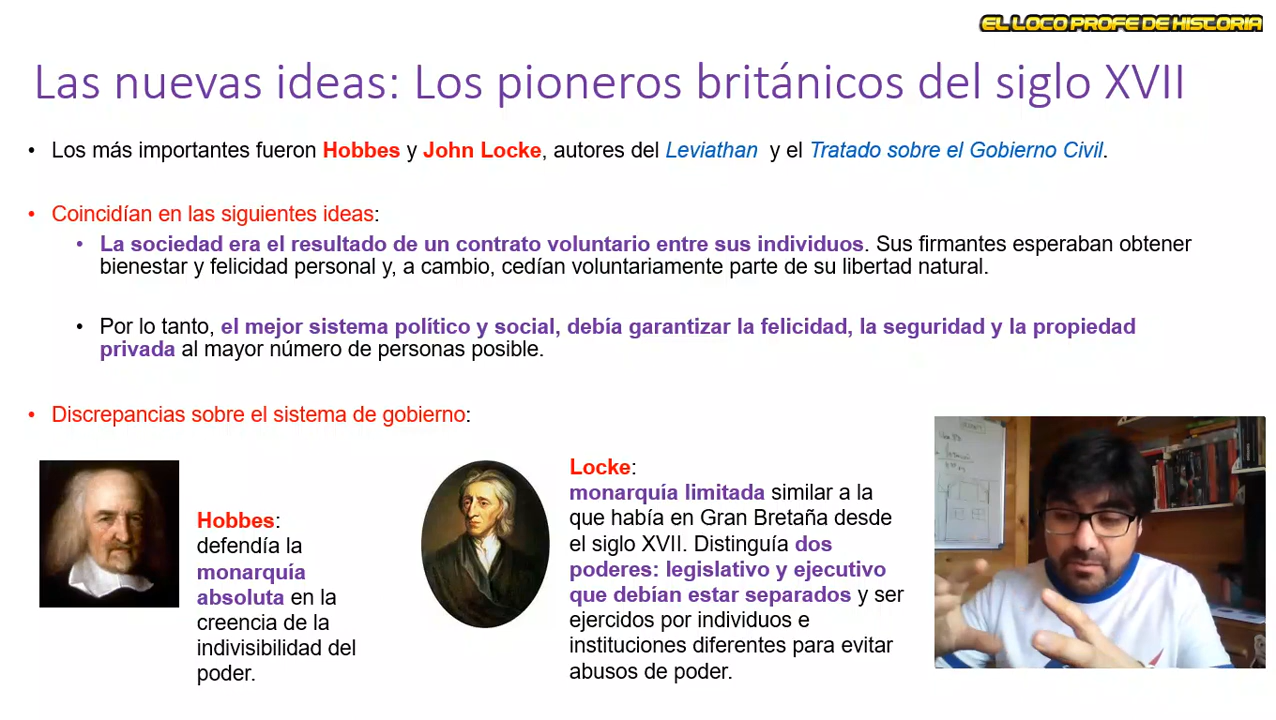 EL LOCO PROFE DE HISTORIA
Las nuevas ideas: Los pioneros británicos del siglo XVII
• Los más importantes fueron Hobbes y John Locke, autores del Leviathan y el Tratado sobre el Gobierno Civil.
• Coincidían en las siguientes ideas:
• La sociedad era el resultado de un contrato voluntario entre sus individuos. Sus firmantes esperaban obtener
bienestar y felicidad personal y, a cambio, cedían voluntariamente parte de su libertad natural.
• Por lo tanto, el mejor sistema político y social, debía garantizar la felicidad, la seguridad y la propiedad
privada al mayor número de personas posible.
• Discrepancias sobre el sistema de gobierno:
Hobbes:
defendía la
monarquía
absoluta en la
creencia de la
indivisibilidad del
poder.
Locke:
monarquía limitada similar a la
que había en Gran Bretaña desde
el siglo XVII. Distinguía dos
poderes: legislativo y ejecutivo
que debían estar separados y ser
ejercidos por individuos e
instituciones diferentes para evitar
abusos de poder.